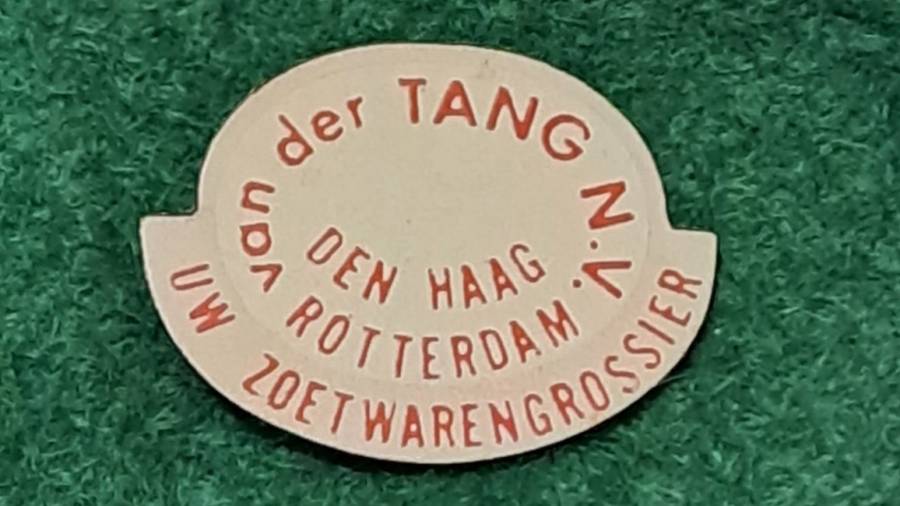 van der TANG N.V.
DEN HAAG
ROTTERDAM
UW ZOETWARENGROSSIER